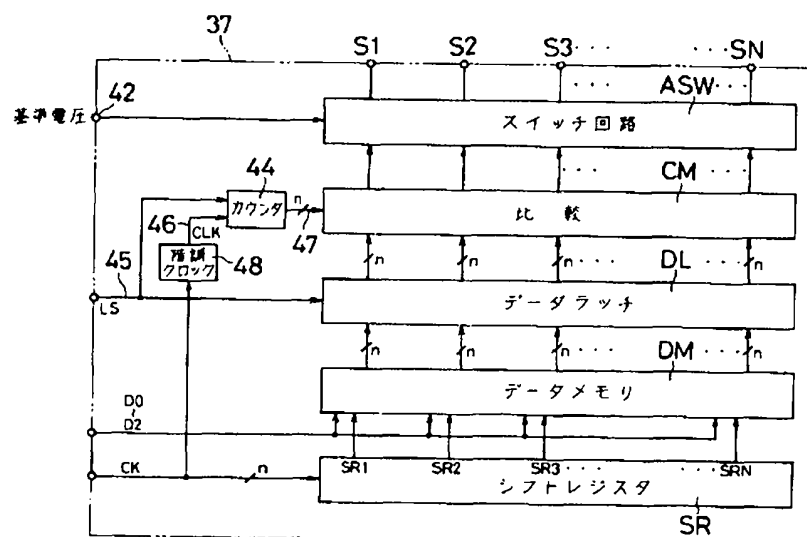 37
S1 S2 S3··· ···SN
42
··· ASW···
基準電圧
スイッチ回路
44
··· CM···
カウンタ
n
比較
46
CLK
47
階調
クロック
48
n n n··· DL ···n
45
LS
データラッチ
n n n··· DM ···n
データメモリ
D0
D2
CK
n
SR1 SR2 SR3··· ···SRN
シフトレジスタ
SR